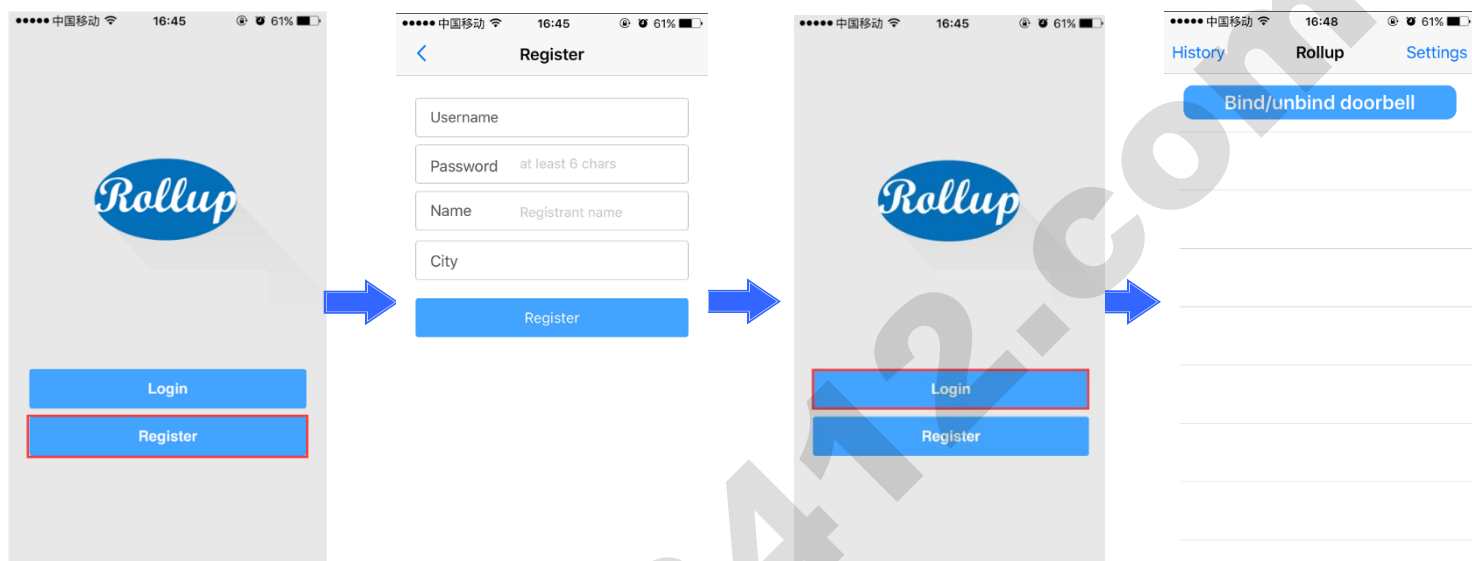 中国移动 16:45 61%
Rollup
Login
Register
中国移动 16:45 61%
Register
Username
Password at least 6 chars
Name Registrant name
City
Register
中国移动 16:45 61%
Rollup
Login
Register
中国移动 16:48 61%
History Rollup Settings
Bind/unbind doorbell
412.com